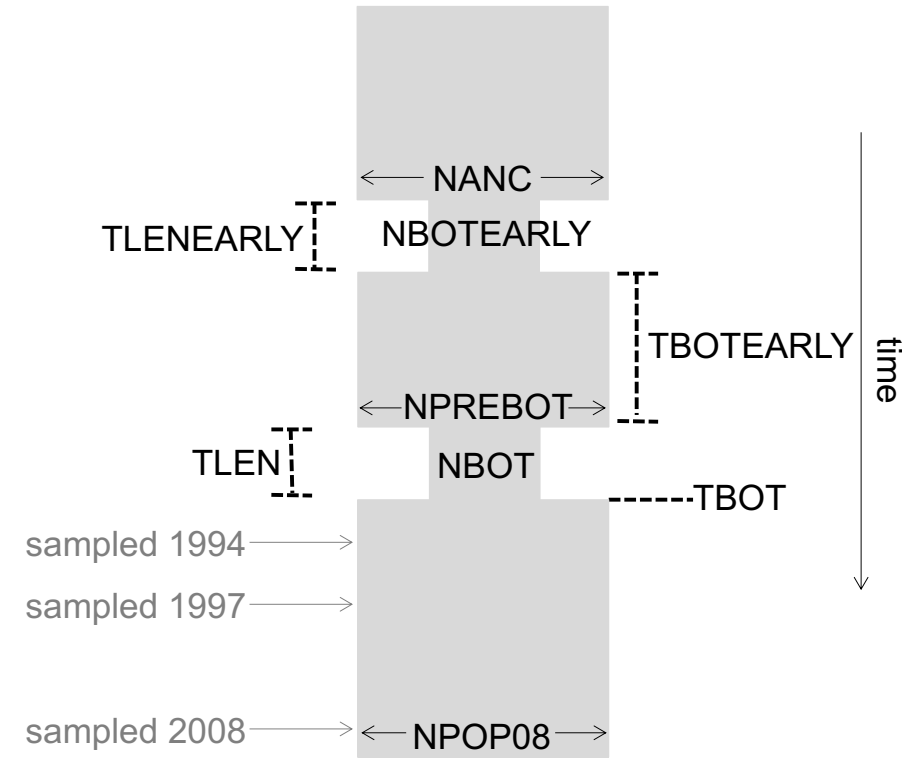 NANC
TLENEARLY
NBOTEARLY
TBOTEARLY
time
NPREBOT
TLEN
NBOT
TBOT
sampled 1994
sampled 1997
sampled 2008
NPOP08